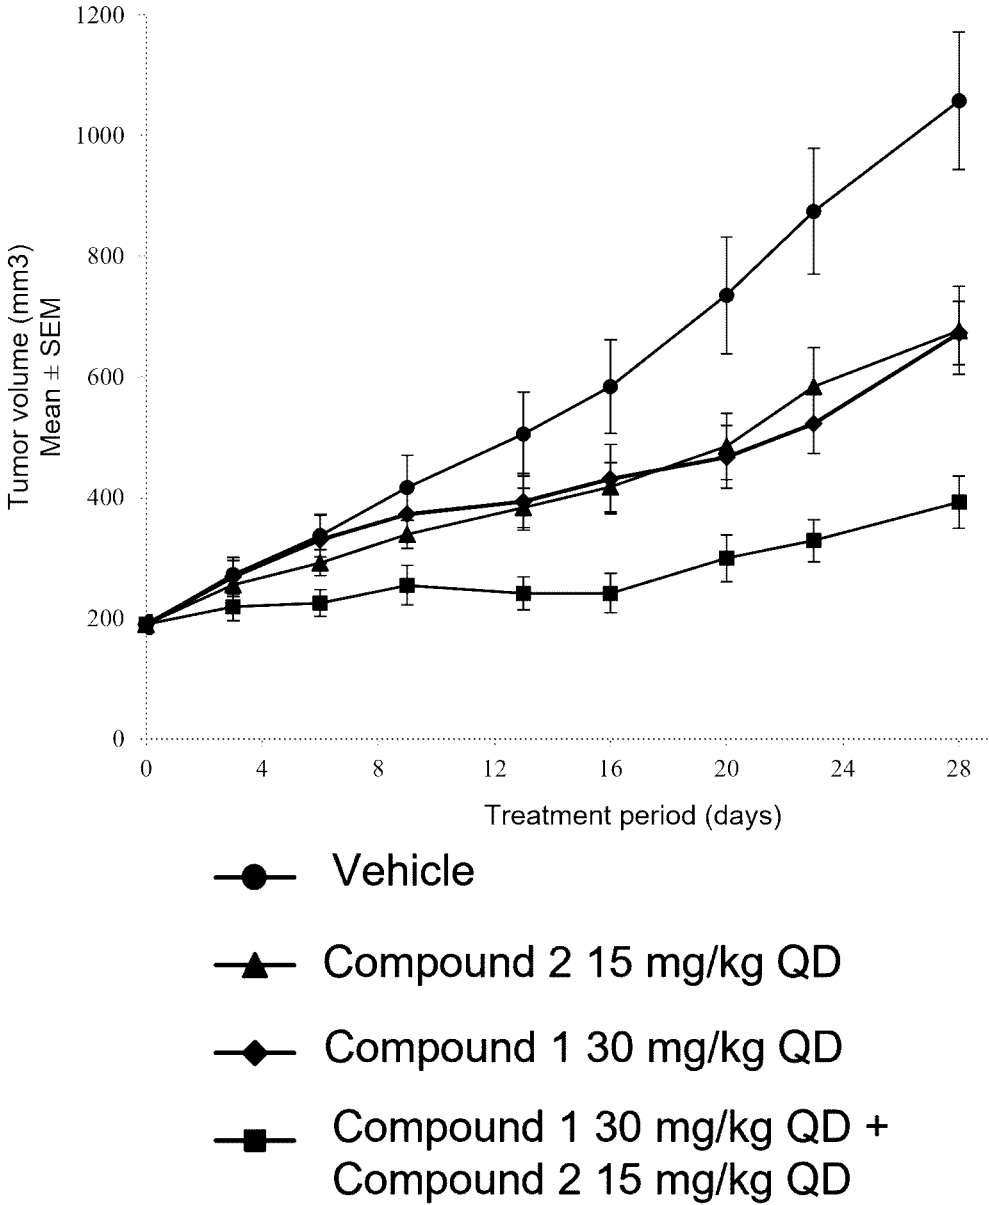 1200
1000
800
600
400
200
0
Tumor volume (mm3)
Mean ± SEM
0 4 8 12 16 20 24 28
Treatment period (days)
Vehicle
Compound 2 15 mg/kg QD
Compound 1 30 mg/kg QD
Compound 1 30 mg/kg QD +
Compound 2 15 mg/kg QD